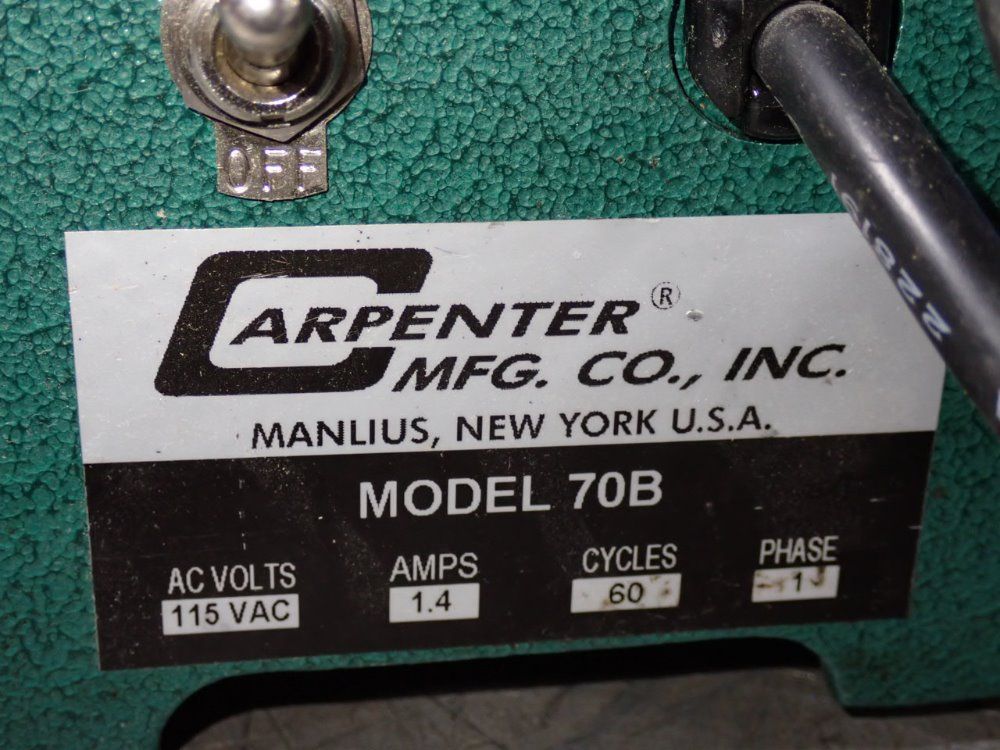 OFF
CARPENTER®
MFG. CO., INC.
MANLIUS, NEW YORK U.S.A.
MODEL 70B
AC VOLTS AMPS CYCLES PHASE
115 VAC 1.4 60 1